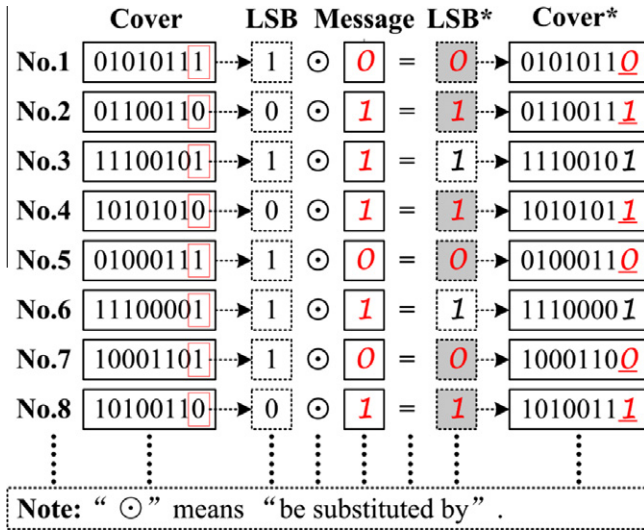 Cover LSB Message LSB* Cover*
No.1 01010111 1 ⊙ 0 = 0 01010110
No.2 01100110 0 ⊙ 1 = 1 01100111
No.3 11100101 1 ⊙ 1 = 1 11100101
No.4 10101010 0 ⊙ 1 = 1 10101011
No.5 01000111 1 ⊙ 0 = 0 01000110
No.6 11100001 1 ⊙ 1 = 1 11100001
No.7 10001101 1 ⊙ 0 = 0 10001100
No.8 10100110 0 ⊙ 1 = 1 10100111
Note: “ ⊙ ” means “be substituted by” .